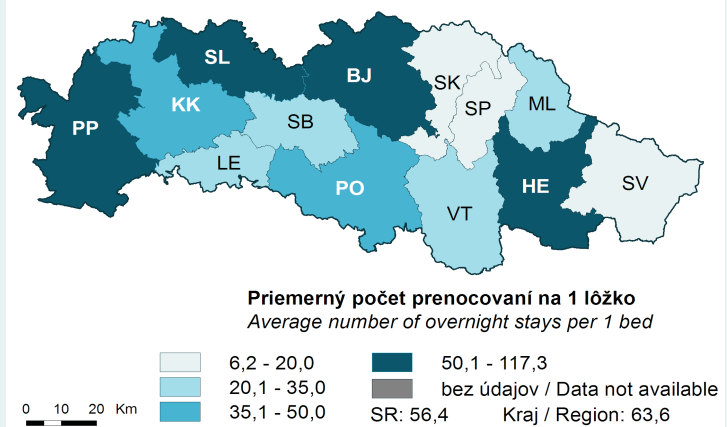 SL
BJ
SK
SP
ML
PP
KK
SB
LE
PO
VT
HE
SV
Priemerný počet prenocovaní na 1 lôžko
Average number of overnight stays per 1 bed
6,2 - 20,0
50,1 - 117,3
20,1 - 35,0
bez údajov / Data not available
35,1 - 50,0
SR: 56,4 Kraj / Region: 63,6
0 10 20 Km